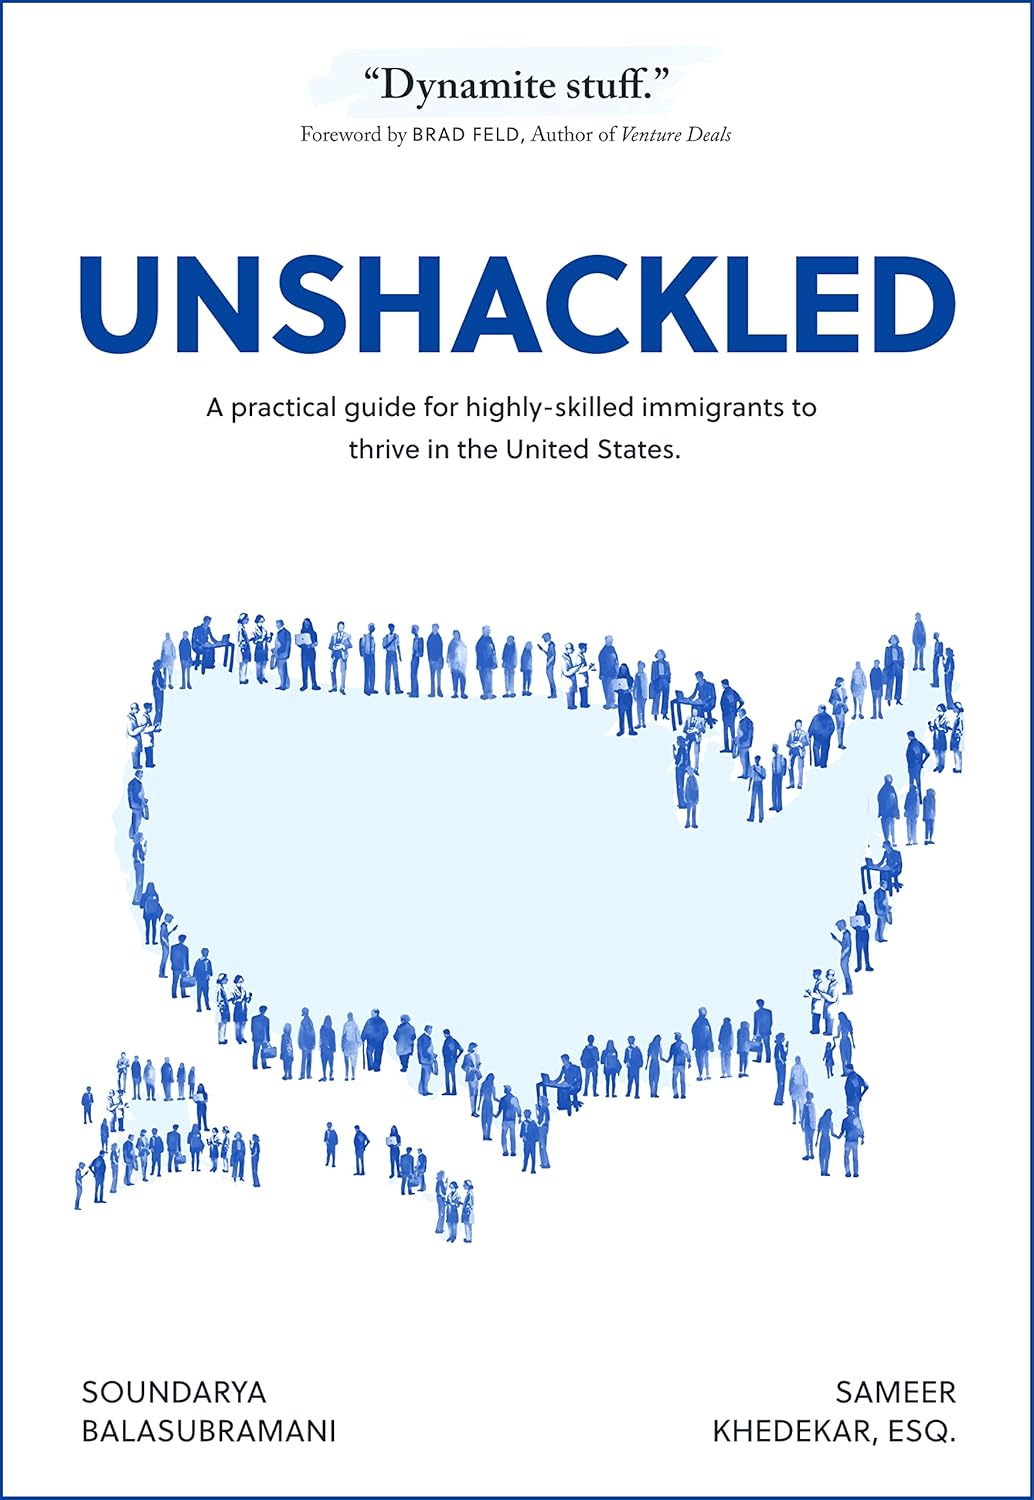 “Dynamite stuff.”
Foreword by BRAD FELD, Author of Venture Deals
UNSHACKLED
A practical guide for highly-skilled immigrants to
thrive in the United States.
SOUNDARYA
BALASUBRAMANI
SAMEER
KHEDEKAR, ESQ.